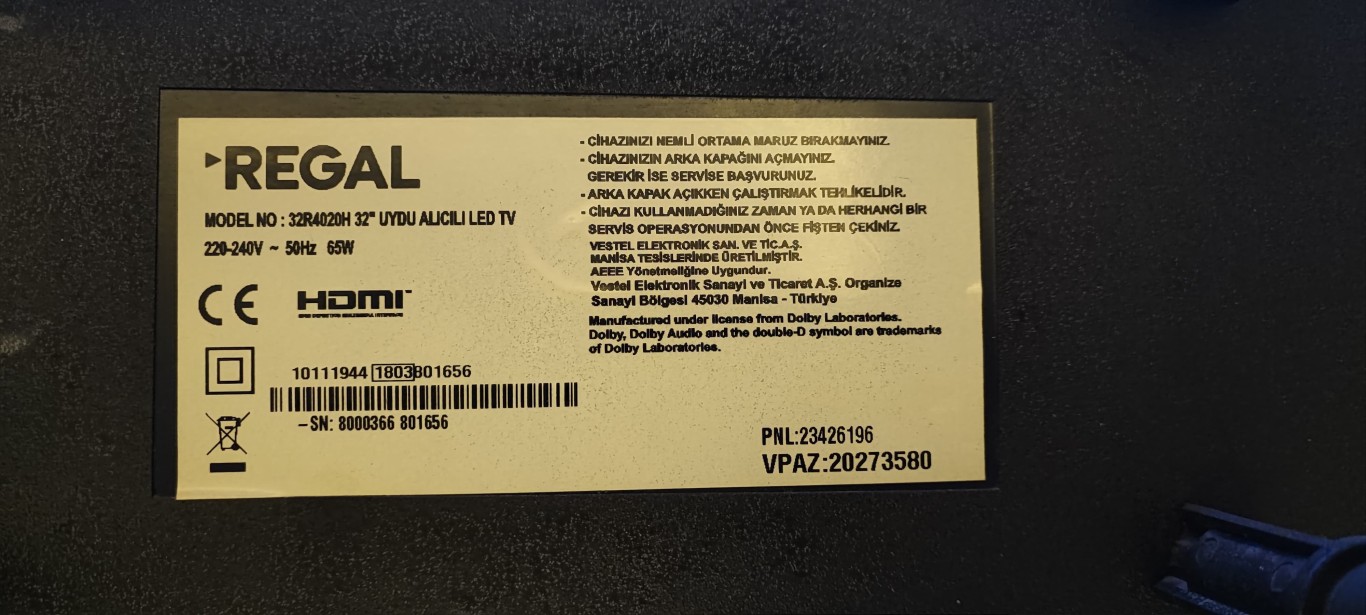 REGAL
MODEL NO : 32R4020H 32" UYDU ALICILI LED TV
220-240V ~ 50Hz 65W
CE HDMI
10111944 1803801656
–SN: 8000366 801656
- CİHAZINIZI NEMLİ ORTAMA MARUZ BIRAKMAYINIZ.
- CİHAZINIZIN ARKA KAPAĞINI AÇMAYINIZ.
GEREKİR İSE SERVİSE BAŞVURUNUZ.
- ARKA KAPAK AÇIKKEN ÇALIŞTIRMAK TEHLİKELİDİR.
- CİHAZI KULLANMADIĞINIZ ZAMAN YA DA HERHANGİ BİR
SERVİS OPERASYONUNDAN ÖNCE FİŞTEN ÇEKİNİZ.
VESTEL ELEKTRONİK SAN. VE TİC.A.Ş.
MANİSA TESİSLERİNDE ÜRETİLMİŞTİR.
AEEE Yönetmeliğine Uygundur.
Vestel Elektronik Sanayi ve Ticaret A.Ş. Organize
Sanayi Bölgesi 45030 Manisa - Türkiye
Manufactured under license from Dolby Laboratories.
Dolby, Dolby Audio and the double-D symbol are trademarks
of Dolby Laboratories.
PNL:23426196
VPAZ:20273580